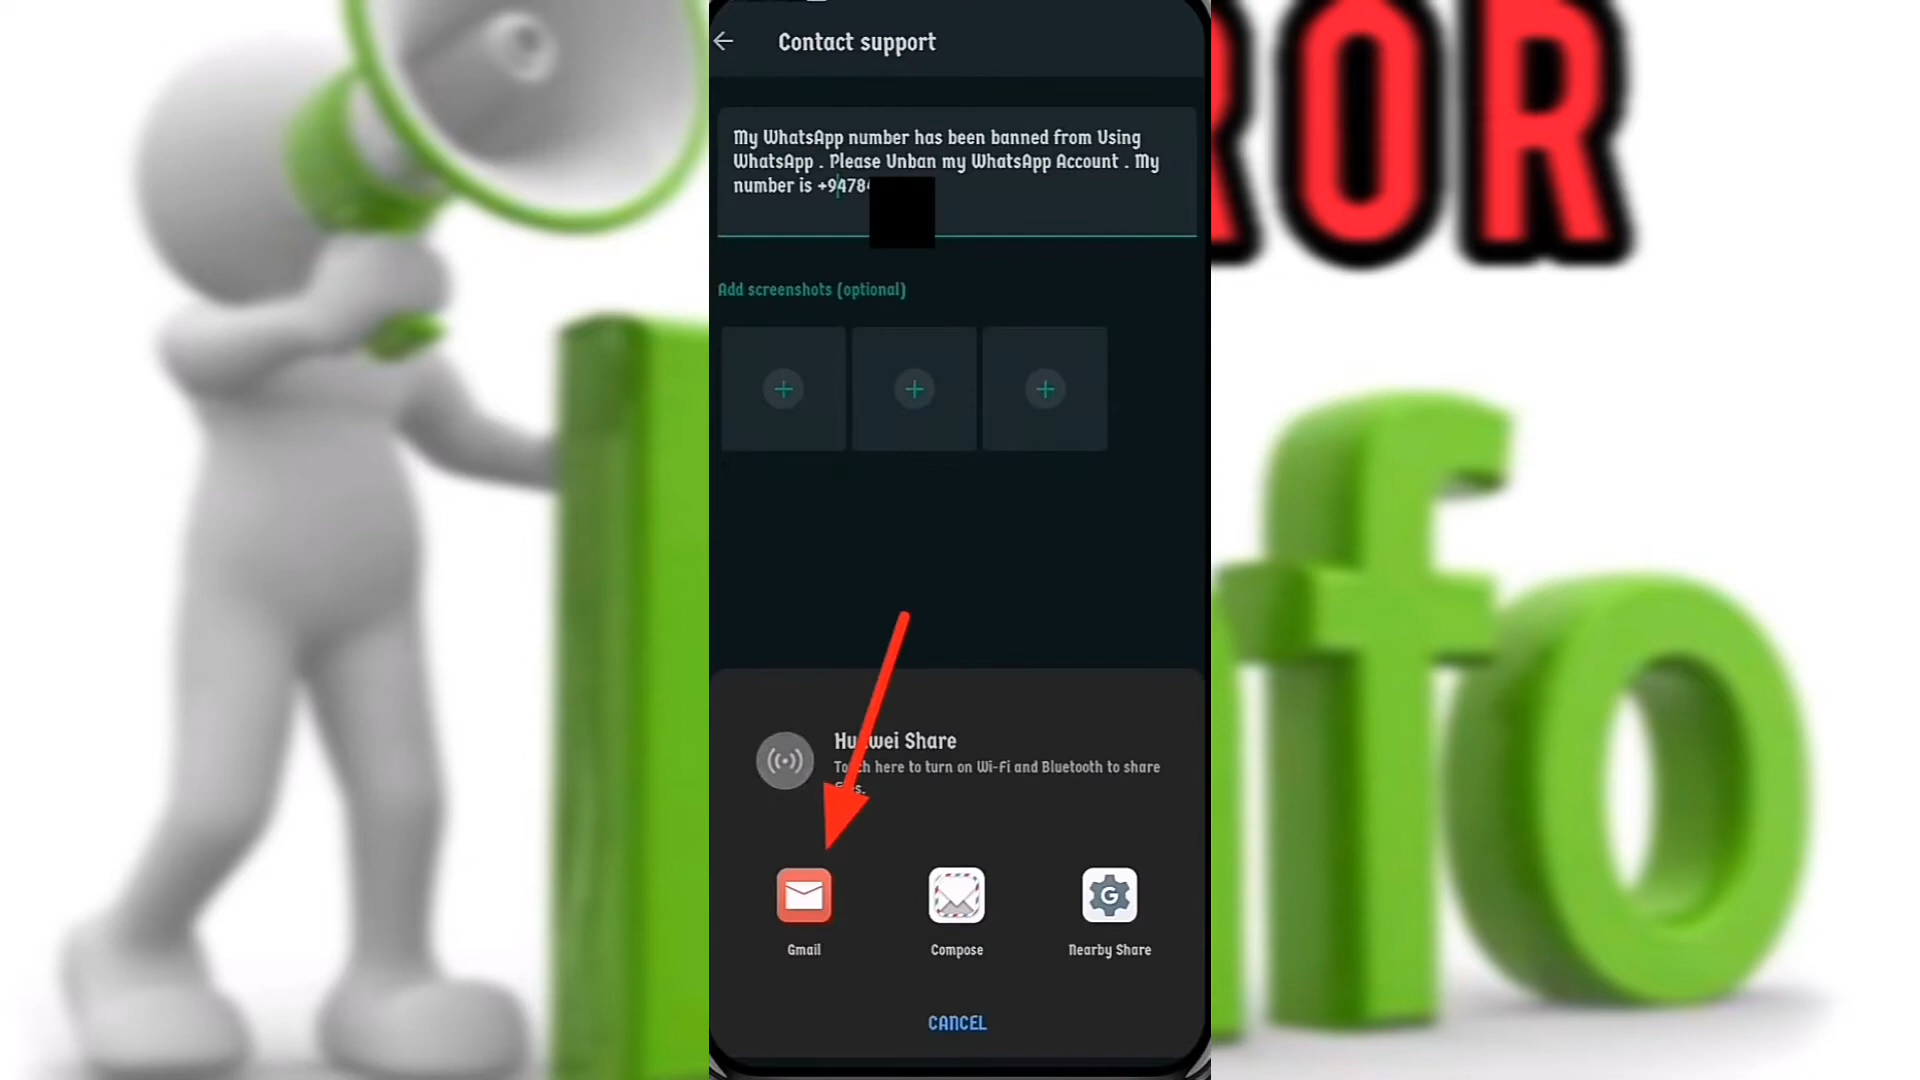 Contact support
My WhatsApp number has been banned from Using
WhatsApp . Please Unban my WhatsApp Account . My
number is +9478
Add screenshots (optional)
Huawei Share
Touch here to turn on Wi-Fi and Bluetooth to share
files.
Gmail
Compose
Nearby Share
CANCEL
ROR
fo